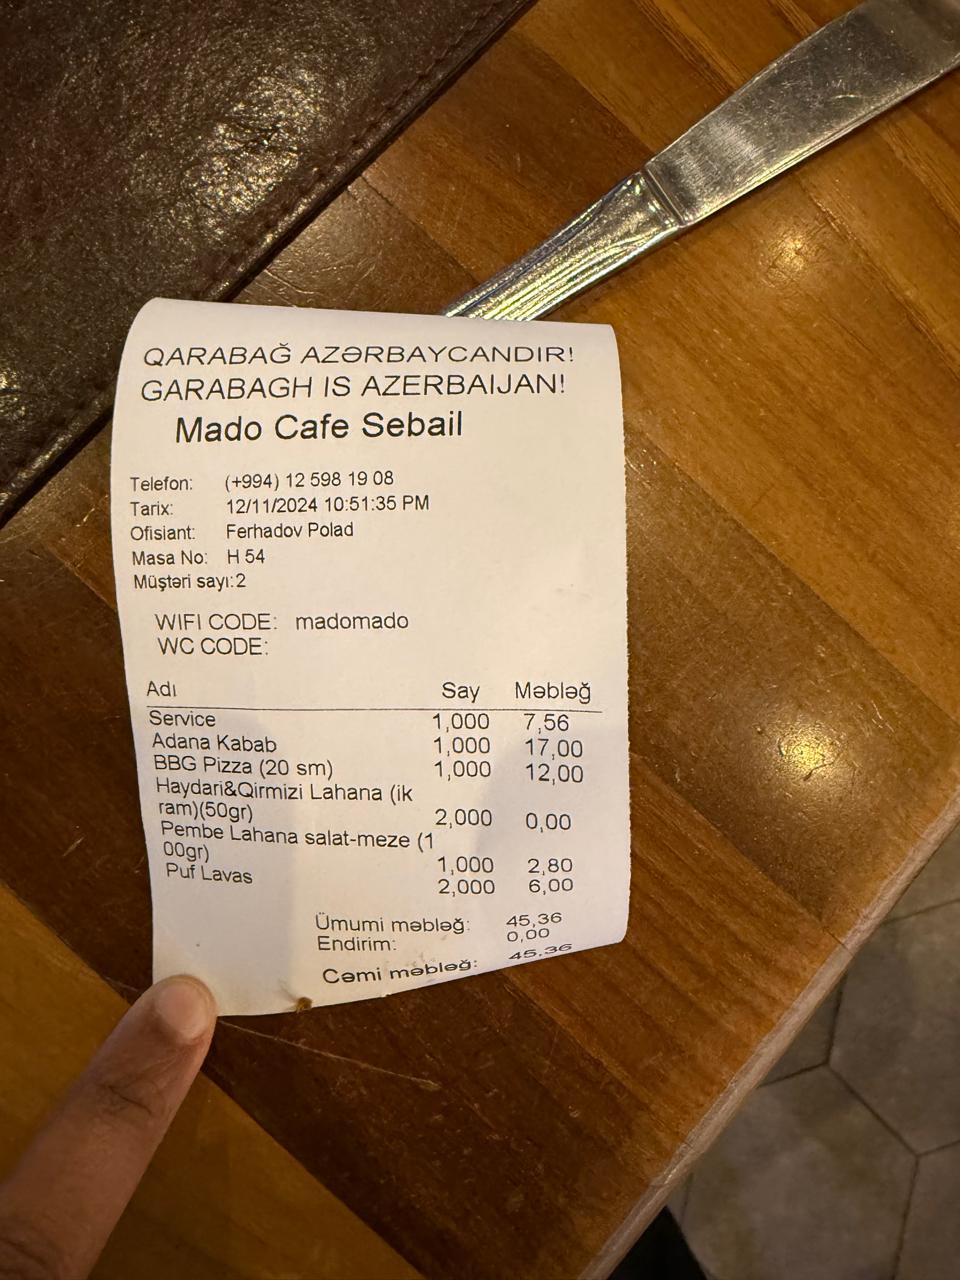 QARABAĞ AZƏRBAYCANDIR!
GARABAGH IS AZERBAIJAN!
Mado Cafe Sebail
Telefon: (+994) 12 598 19 08
Tarix: 12/11/2024 10:51:35 PM
Ofisiant: Ferhadov Polad
Masa No: H 54
Müştəri sayı:2
WIFI CODE: madomado
WC CODE:
Adı Say Məbləğ
Service 1,000 7,56
Adana Kabab 1,000 17,00
BBG Pizza (20 sm) 1,000 12,00
Haydari&Qirmizi Lahana (ik
ram)(50gr) 2,000 0,00
Pembe Lahana salat-meze (1
00gr) 1,000 2,80
Puf Lavas 2,000 6,00
Ümumi məbləğ: 45,36
Endirim: 0,00
Cəmi məbləğ: 45,36